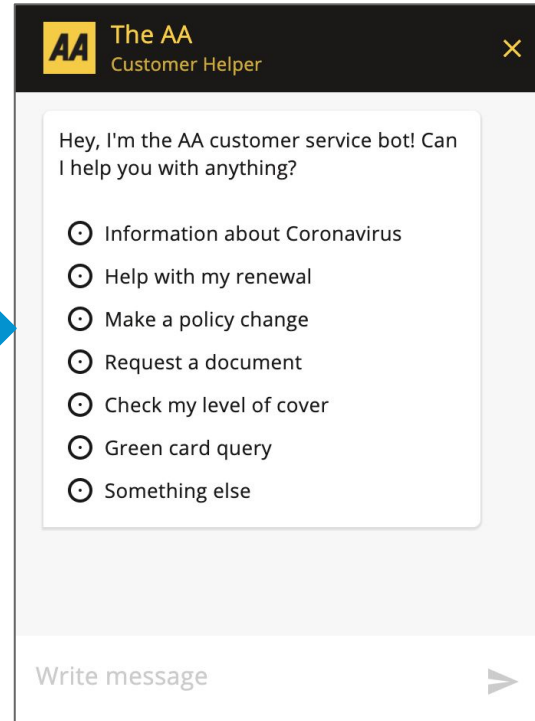 AA
The AA
Customer Helper
Hey, I'm the AA customer service bot! Can
I help you with anything?
Information about Coronavirus
Help with my renewal
Make a policy change
Request a document
Check my level of cover
Green card query
Something else
Write message